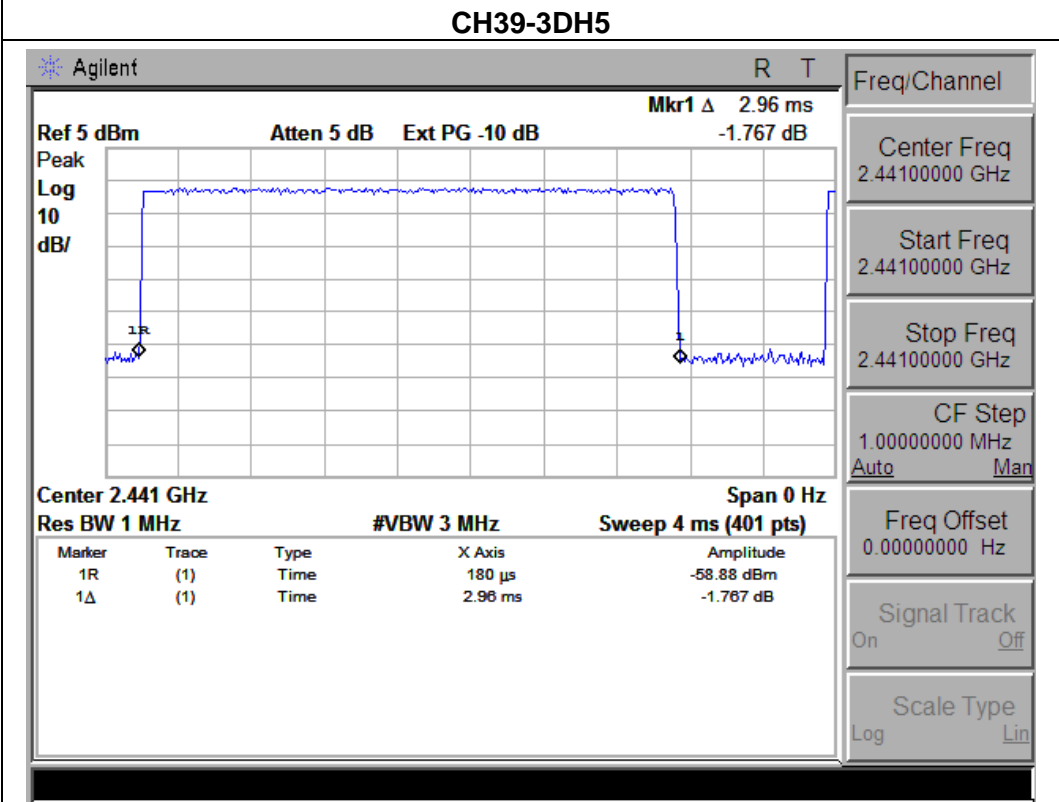 CH39-3DH5
Agilent R T
Mkr1 Δ 2.96 ms
Ref 5 dBm Atten 5 dB Ext PG -10 dB -1.767 dB
Peak
Log
10
dB/
1R
1
Center 2.441 GHz Span 0 Hz
Res BW 1 MHz #VBW 3 MHz Sweep 4 ms (401 pts)
Marker Trace Type X Axis Amplitude
1R (1) Time 180 µs -58.88 dBm
1Δ (1) Time 2.96 ms -1.767 dB
Freq/Channel
Center Freq
2.44100000 GHz
Start Freq
2.44100000 GHz
Stop Freq
2.44100000 GHz
CF Step
1.00000000 MHz
Auto Man
Freq Offset
0.00000000 Hz
Signal Track
On Off
Scale Type
Log Lin